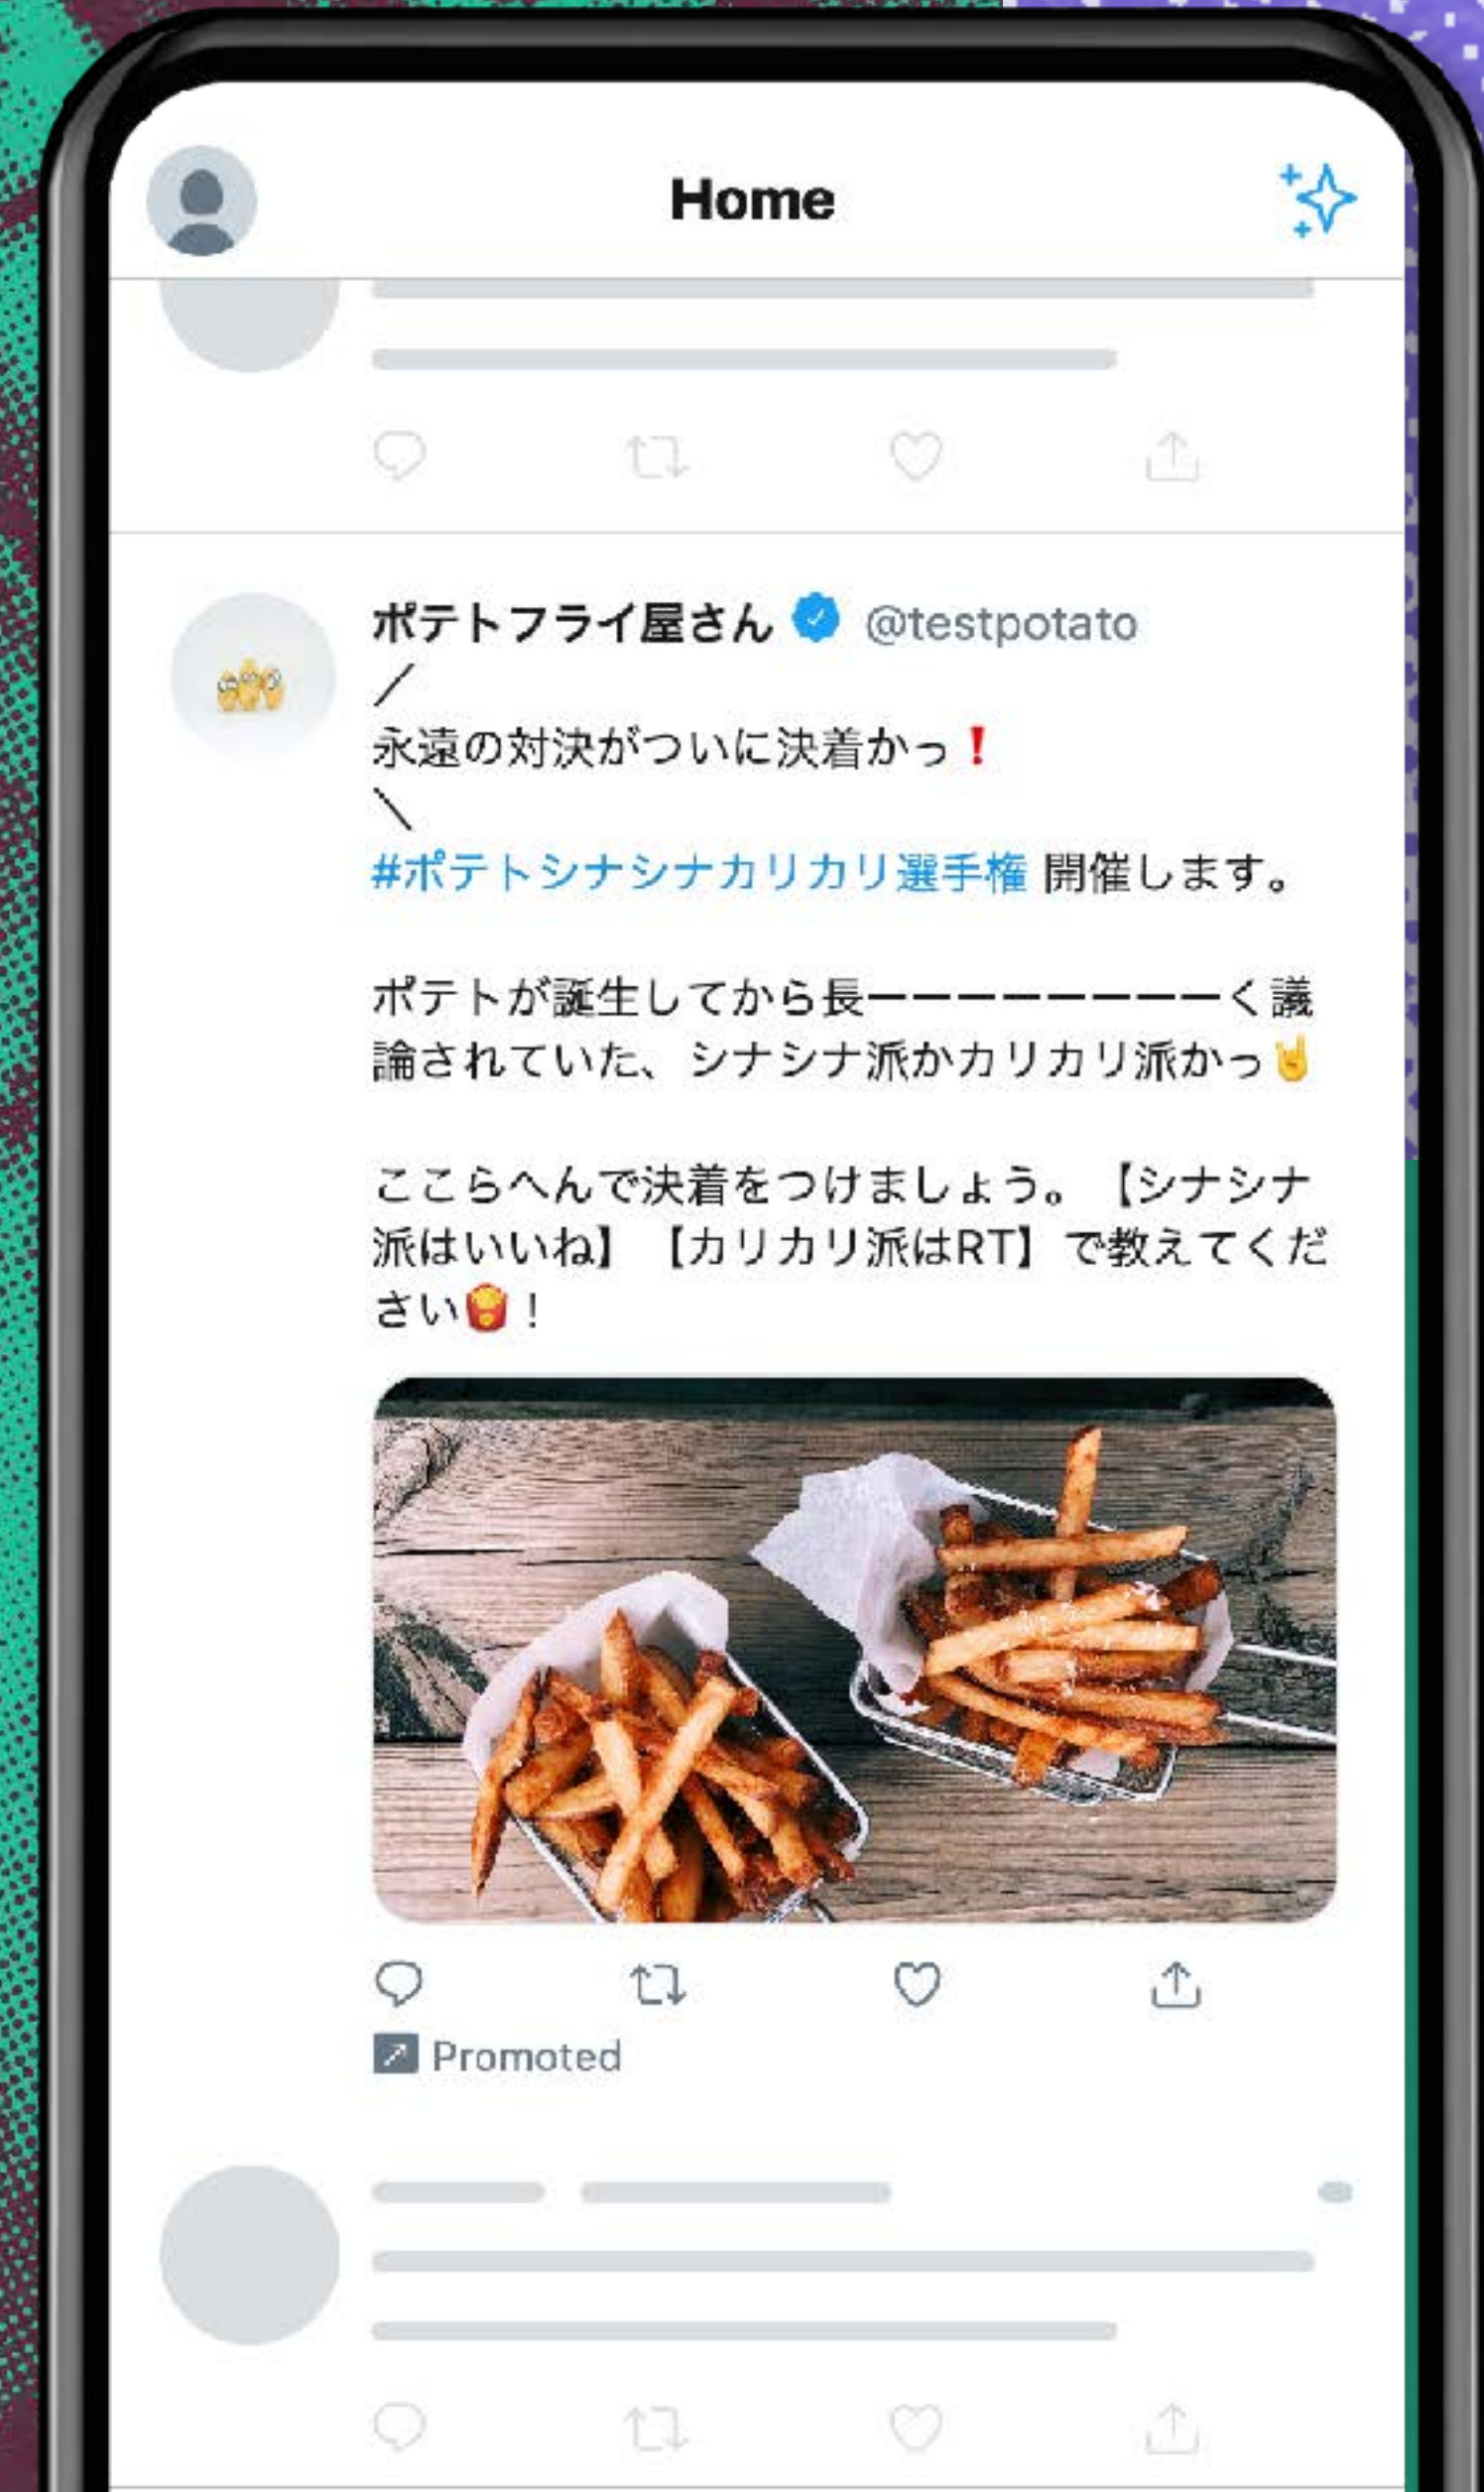 Home
ポテトフライ屋さん @testpotato
／
永遠の対決がついに決着かっ❗
＼
#ポテトシナシナカリカリ選手権 開催します。
ポテトが誕生してから長ーーーーーーーーく議
論されていた、シナシナ派かカリカリ派かっ🤘
ここらへんで決着をつけましょう。【シナシナ
派はいいね】【カリカリ派はRT】で教えてくだ
さい🍟！
Promoted